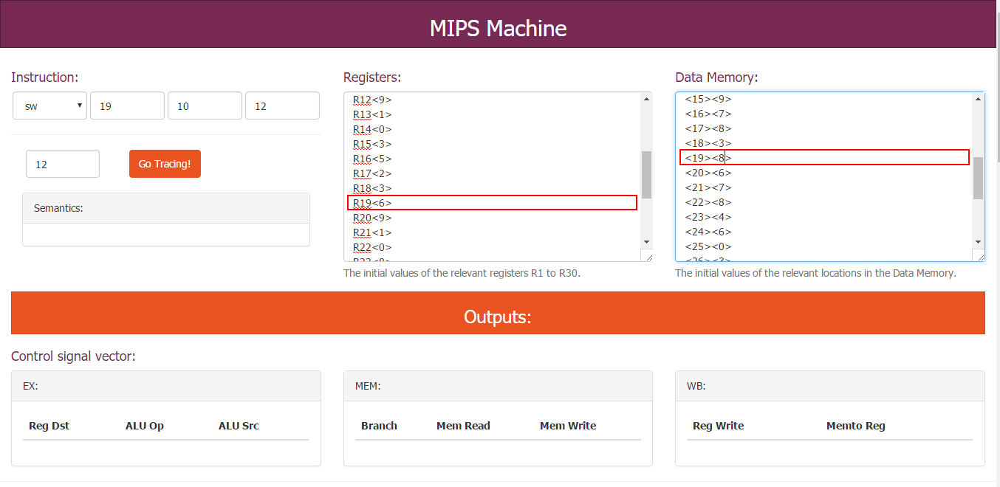 MIPS Machine
Instruction:
sw 19 10 12
12 Go Tracing!
Semantics:
Registers:
R12<9>
R13<1>
R14<0>
R15<3>
R16<5>
R17<2>
R18<3>
R19<6>
R20<9>
R21<1>
R22<0>
The initial values of the relevant registers R1 to R30.
Data Memory:
<15><9>
<16><7>
<17><8>
<18><3>
<19><8>
<20><6>
<21><7>
<22><8>
<23><4>
<24><6>
<25><0>
The initial values of the relevant locations in the Data Memory.
Outputs:
Control signal vector:
EX:
Reg Dst ALU Op ALU Src
MEM:
Branch Mem Read Mem Write
WB:
Reg Write Memto Reg